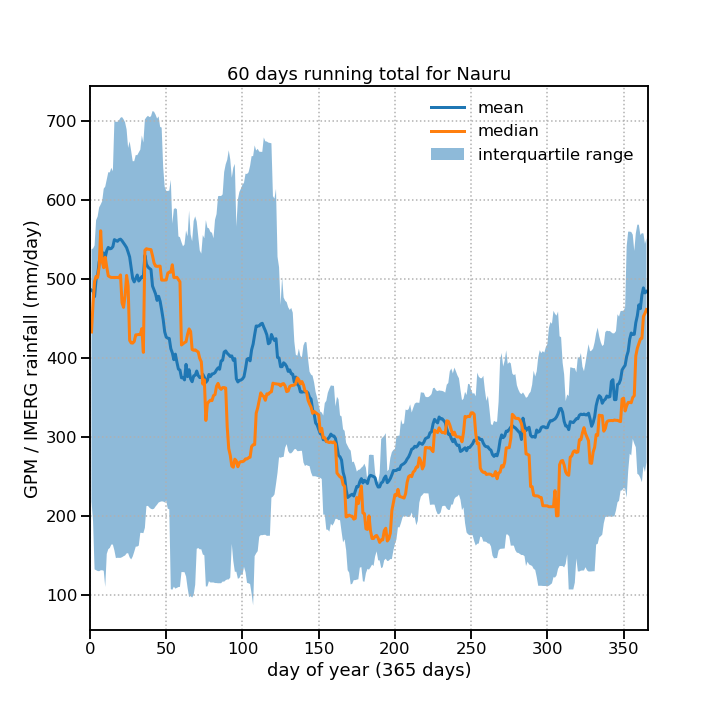 60 days running total for Nauru
mean
median
interquartile range
GPM / IMERG rainfall (mm/day)
700
600
500
400
300
200
100
0 50 100 150 200 250 300 350
day of year (365 days)